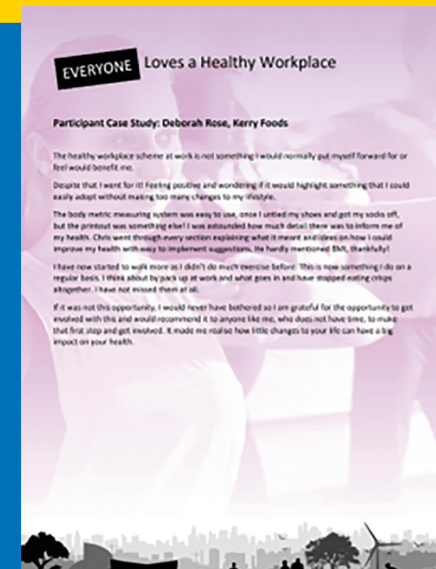 EVERYONE Loves a Healthy Workplace
Participant Case Study: Deborah Rose, Kerry Foods
The healthy workplace scheme at work is not something I would normally put myself forward for or
feel would benefit me.
Despite that I went for it! Feeling positive and wondering if it would highlight something that I could
easily adopt without making too many changes to my lifestyle.
The body metric measuring system was easy to use, once I untied my shoes and got my socks off,
but the printout was something else! I was astounded how much detail there was to inform me of
my health. Chris went through every section explaining what it meant and ideas on how I could
improve my health with easy to implement suggestions. He hardly mentioned BMI, thankfully!
I have now started to walk more as I didn't do much exercise before. This is now something I do on a
regular basis. I think about by pack up at work and what goes in and have stopped eating crisps
altogether. I have not missed them at all.
If it was not this opportunity, I would never have bothered so I am grateful for the opportunity to get
involved with this and would recommend it to anyone like me, who does not have time, to make
that first step and get involved. It made me realise how little changes to your life can have a big
impact on your health.